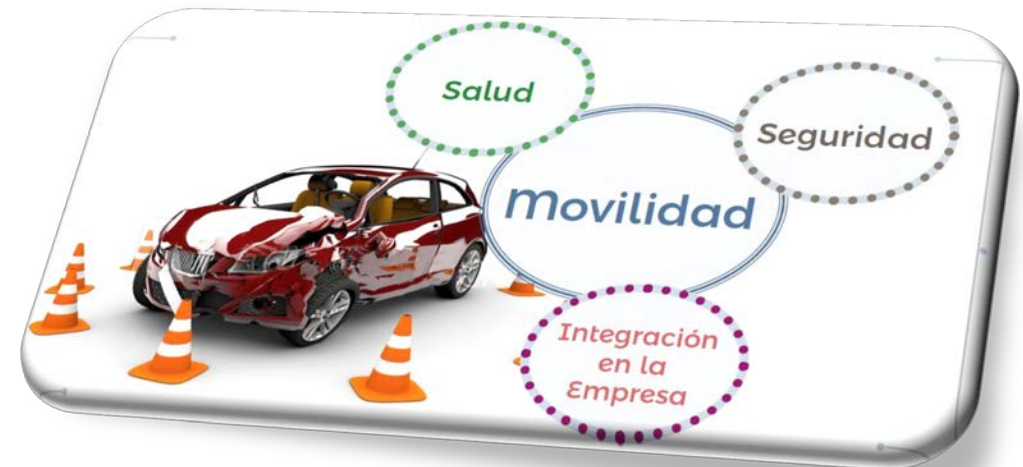 Salud
Seguridad
Movilidad
Integración
en la
Empresa